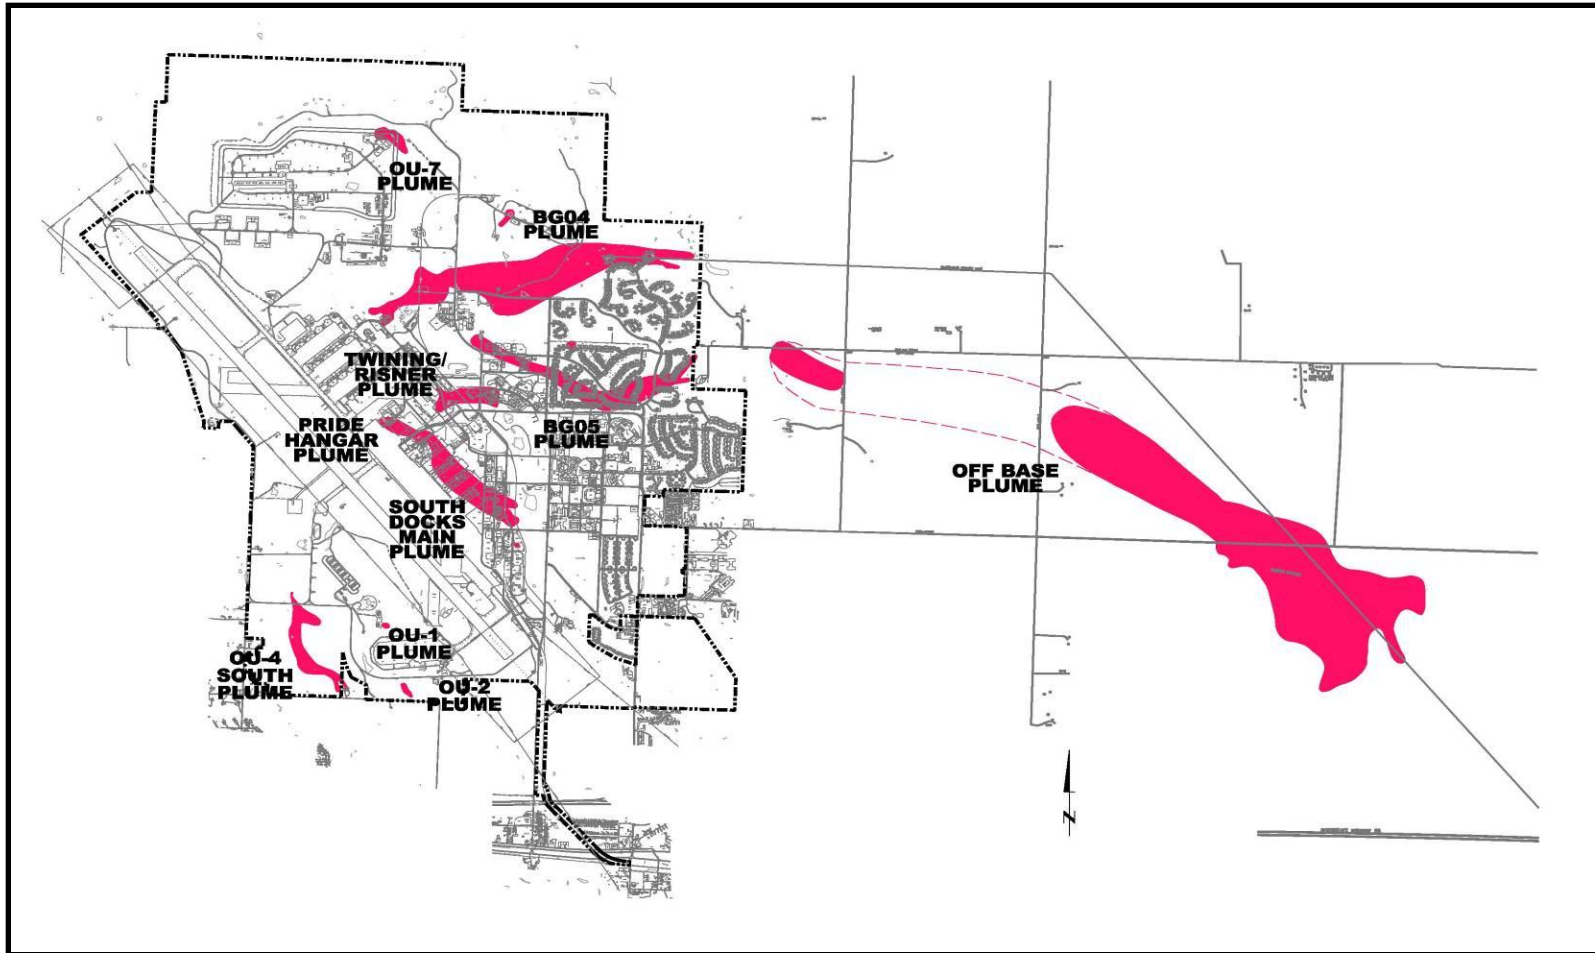 OU-7
PLUME
BG04
PLUME
TWINING/
RISNER
PLUME
PRIDE
HANGAR
PLUME
BG05
PLUME
OFF BASE
PLUME
SOUTH
DOCKS
MAIN
PLUME
OU-1
PLUME
OU-4
SOUTH
PLUME
OU-2
PLUME
N